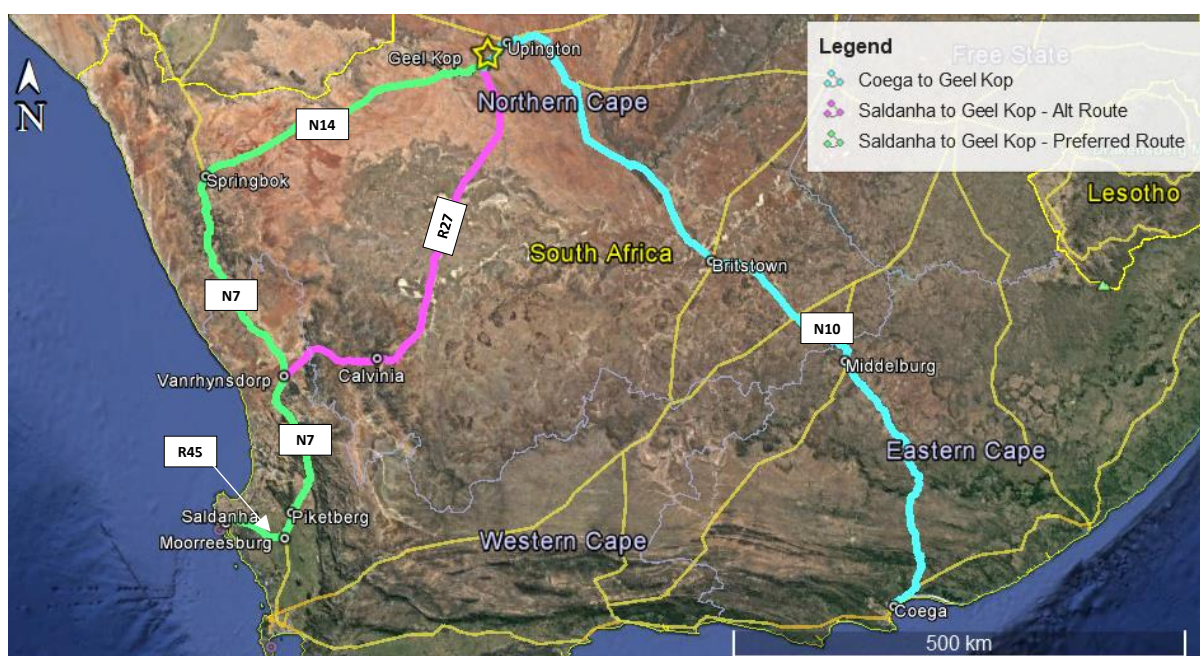 Legend
Coega to Geel Kop
Saldanha to Geel Kop - Alt Route
Saldanha to Geel Kop - Preferred Route
Free State
N
Geel Kop
Upington
Northern Cape
N14
Springbok
R27
Lesotho
South Africa
Britstown
N7
N10
Vanrhynsdorp
Calvinia
Middelburg
N7
R45
Eastern Cape
Saldanha
Piketberg
Moorreesburg
Western Cape
Coega
500 km